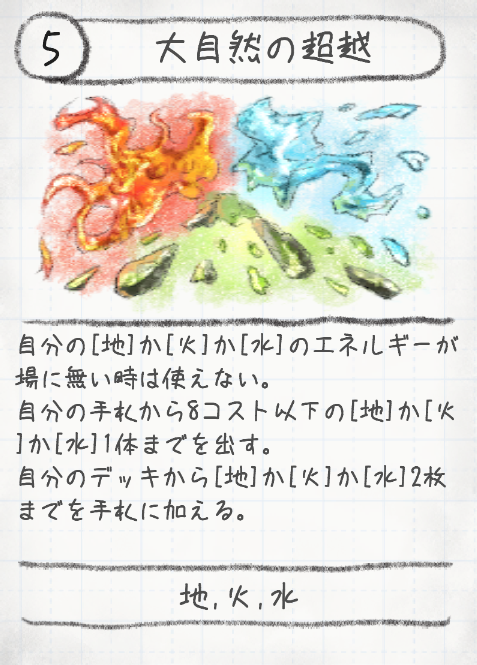 5
大自然の超越
自分の[地]か[火]か[水]のエネルギーが
場に無い時は使えない。
自分の手札から8コスト以下の[地]か[火
]か[水]1体までを出す。
自分のデッキから[地]か[火]か[水]2枚
までを手札に加える。
地,火,水